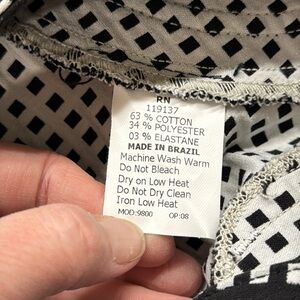 RN
119137
63 % COTTON
34 % POLYESTER
03 % ELASTANE
MADE IN BRAZIL
Machine Wash Warm
Do Not Bleach
Dry on Low Heat
Do Not Dry Clean
Iron Low Heat
MOD:9800 OP:08